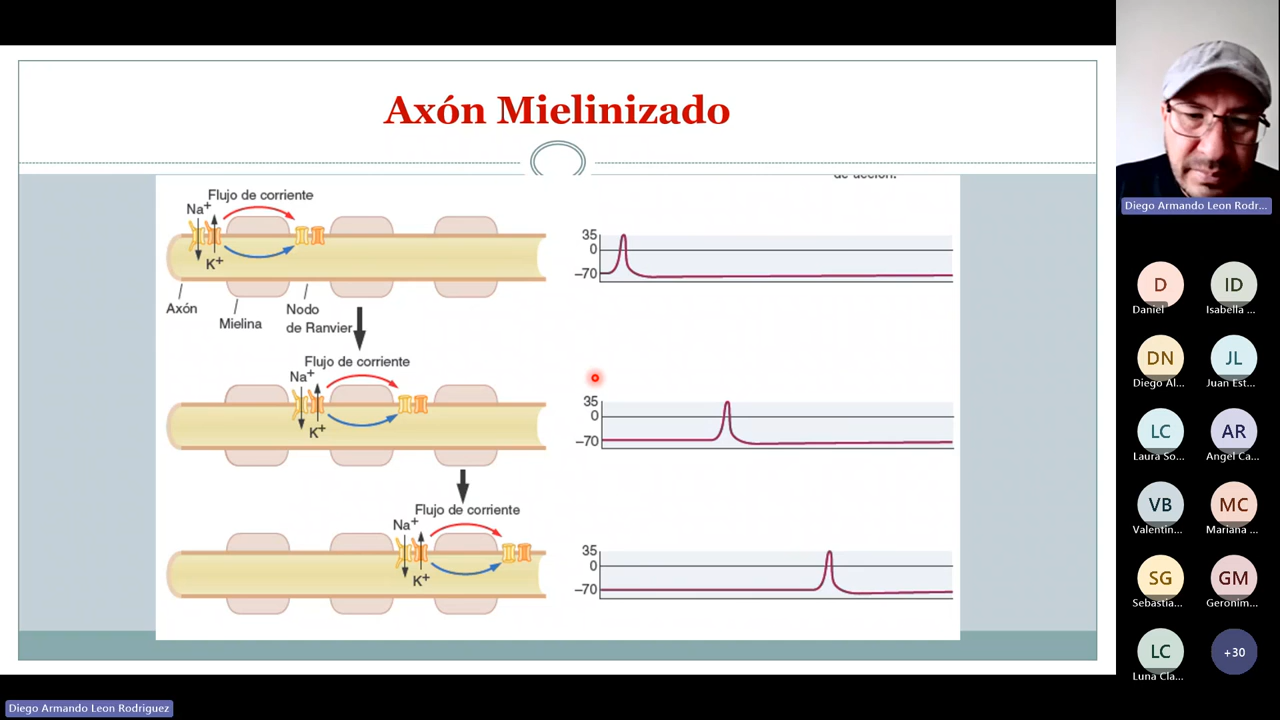 Axón Mielinizado
de acción.
Flujo de corriente
Na+
K+
Axón
Mielina
Nodo
de Ranvier
35
0
–70
Flujo de corriente
Na+
K+
35
0
–70
Flujo de corriente
Na+
K+
35
0
–70
Diego Armando Leon Rodr...
D
Daniel
ID
Isabella ...
DN
Diego Al...
JL
Juan Est...
LC
Laura So...
AR
Angel Ca...
VB
Valentin...
MC
Mariana ...
SG
Sebastia...
GM
Geronim...
LC
Luna Cla...
+30
Diego Armando Leon Rodriguez